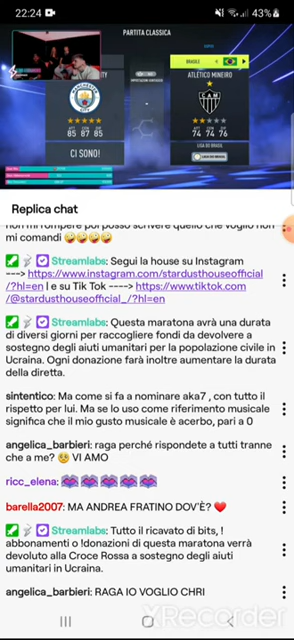 22:24
43%
PARTITA CLASSICA
BRASILE
ATLÉTICO MINEIRO
MANCHESTER
CITY
CAM
85 87 85
74 74 76
CI SONO!
LIGA DO BRASIL
Replica chat
non mi rompere poi posso scrivere quello che voglio non
mi comandi 🤪🤪🤪🤪
Streamlabs: Segui la house su Instagram
---> https://www.instagram.com/stardusthouseofficial
/?hl=en | e su Tik Tok ----> https://www.tiktok.com
/@stardusthouseofficial_/?hl=en
Streamlabs: Questa maratona avrà una durata
di diversi giorni per raccogliere fondi da devolvere a
sostegno degli aiuti umanitari per la popolazione civile in
Ucraina. Ogni donazione farà inoltre aumentare la durata
della diretta.
sintentico: Ma come si fa a nominare aka7 , con tutto il
rispetto per lui. Ma se lo uso come riferimento musicale
significa che il mio gusto musicale è acerbo, pari a 0
angelica_barbieri: raga perché rispondete a tutti tranne
che a me? 🥺 VI AMO
ricc_elena:
barella2007: MA ANDREA FRATINO DOV'È? ❤️
Streamlabs: Tutto il ricavato di bits, !
abbonamenti o !donazioni di questa maratona verrà
devoluto alla Croce Rossa a sostegno degli aiuti
umanitari in Ucraina.
angelica_barbieri: RAGA IO VOGLIO CHRI
XRecorder